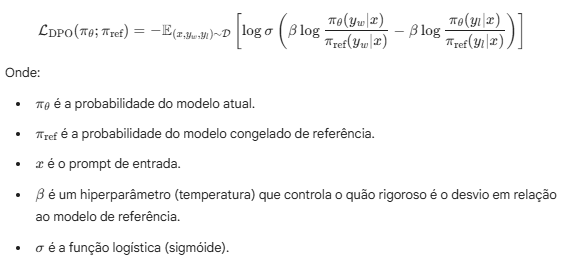 $$\mathcal{L}_{\text{DPO}}(\pi_\theta; \pi_{\text{ref}}) = -\mathbb{E}_{(x, y_w, y_l) \sim \mathcal{D}} \left[ \log \sigma \left( \beta \log \frac{\pi_\theta(y_w|x)}{\pi_{\text{ref}}(y_w|x)} - \beta \log \frac{\pi_\theta(y_l|x)}{\pi_{\text{ref}}(y_l|x)} \right) \right]$$
Onde:
• $\pi_\theta$ é a probabilidade do modelo atual.
• $\pi_{\text{ref}}$ é a probabilidade do modelo congelado de referência.
• $x$ é o prompt de entrada.
• $\beta$ é um hiperparâmetro (temperatura) que controla o quão rigoroso é o desvio em relação
ao modelo de referência.
• $\sigma$ é a função logística (sigmóide).